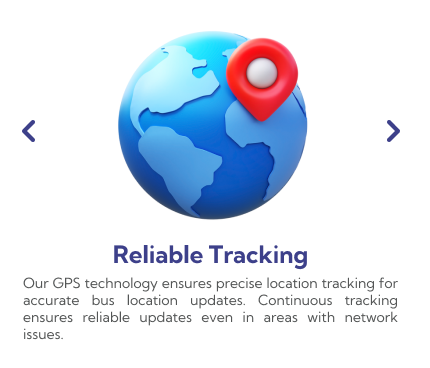 Reliable Tracking
Our GPS technology ensures precise location tracking for
accurate bus location updates. Continuous tracking
ensures reliable updates even in areas with network
issues.